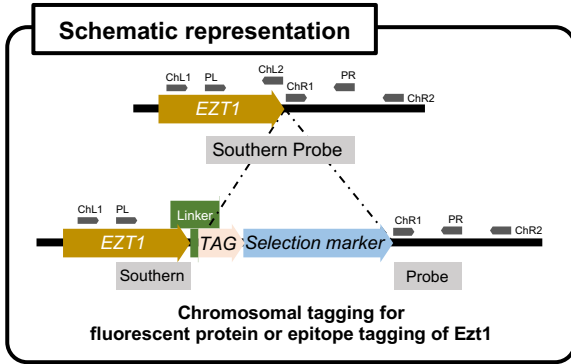 Schematic representation
ChL1 PL ChL2 ChR1 PR ChR2
EZT1
Southern Probe
ChL1 PL Linker ChR1 PR ChR2
EZT1 TAG Selection marker
Southern Probe
Chromosomal tagging for
fluorescent protein or epitope tagging of Ezt1